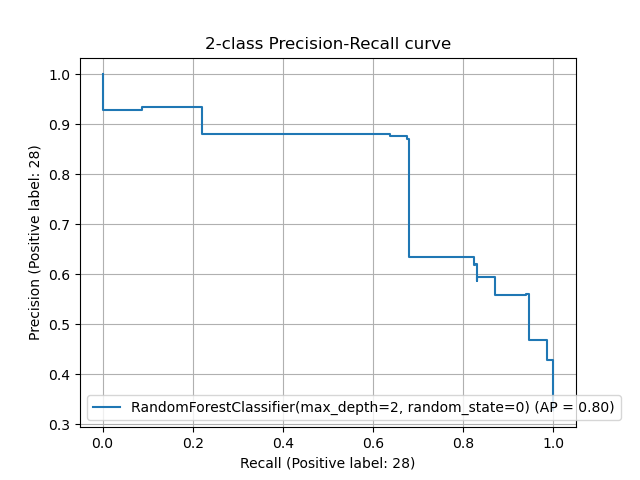 2-class Precision-Recall curve
Precision (Positive label: 28)
1.0
0.9
0.8
0.7
0.6
0.5
0.4
0.3
RandomForestClassifier(max_depth=2, random_state=0) (AP = 0.80)
0.0 0.2 0.4 0.6 0.8 1.0
Recall (Positive label: 28)